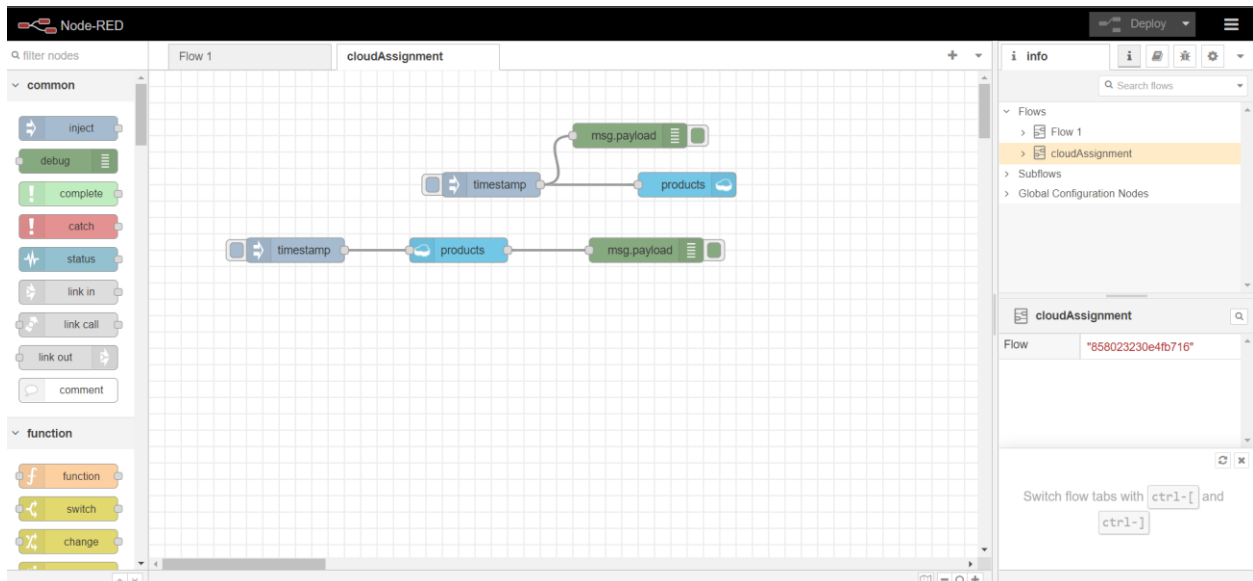 Node-RED
Deploy
filter nodes
Flow 1
cloudAssignment
i info
i
common
inject
debug
complete
catch
status
link in
link call
link out
comment
function
function
switch
change
msg.payload
timestamp
products
timestamp
products
msg.payload
Search flows
Flows
Flow 1
cloudAssignment
Subflows
Global Configuration Nodes
cloudAssignment
Flow "858023230e4fb716"
Switch flow tabs with ctrl-[ and
ctrl-]